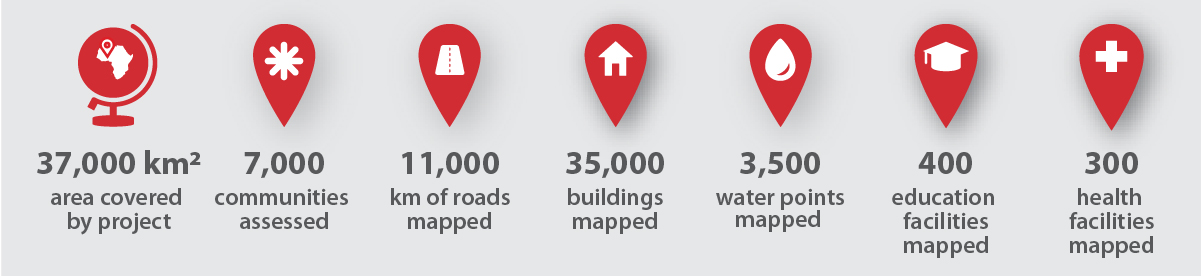 37,000 km²
area covered
by project
7,000
communities
assessed
11,000
km of roads
mapped
35,000
buildings
mapped
3,500
water points
mapped
400
education
facilities
mapped
300
health
facilities
mapped